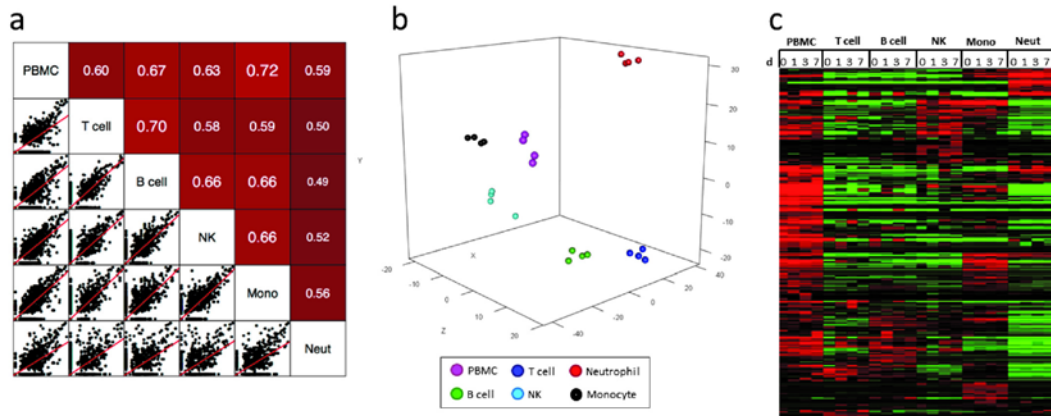 a
PBMC 0.60 0.67 0.63 0.72 0.59
T cell 0.70 0.58 0.59 0.50
B cell 0.66 0.66 0.49
NK 0.66 0.52
Mono 0.56
Neut
b
Y
X
Z
30
20
10
0
-10
-20
-20
-10
0
10
20
-40
-20
0
20
40
PBMC T cell Neutrophil
B cell NK Monocyte
c
PBMC T cell B cell NK Mono Neut
d 0 1 3 7 0 1 3 7 0 1 3 7 0 1 3 7 0 1 3 7 0 1 3 7